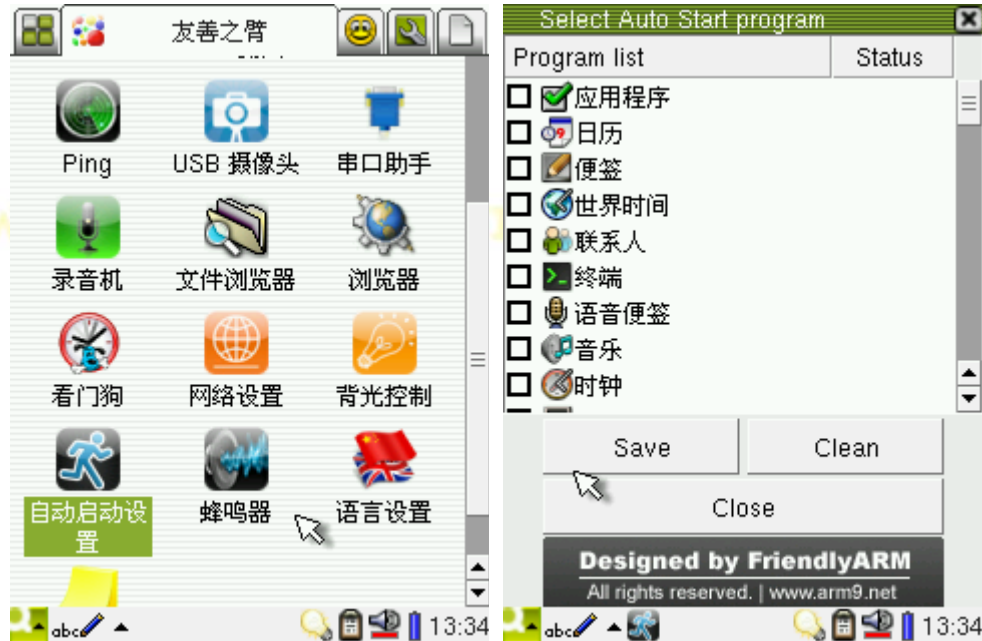 友善之臂
Ping
USB 摄像头
串口助手
录音机
文件浏览器
浏览器
看门狗
网络设置
背光控制
自动启动设
置
蜂鸣器
语言设置
abc
13:34
Select Auto Start program
Program list
Status
应用程序
日历
便签
世界时间
联系人
终端
语音便签
音乐
时钟
Save
Clean
Close
Designed by FriendlyARM
All rights reserved. | www.arm9.net
abc
13:34